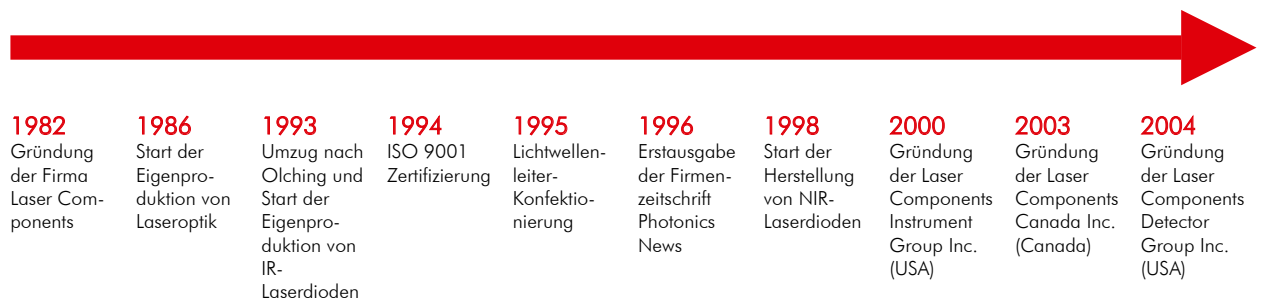 1982
Gründung
der Firma
Laser Com-
ponents
1986
Start der
Eigenpro-
duktion von
Laseroptik
1993
Umzug nach
Olching und
Start der
Eigenpro-
duktion von
IR-
Laserdioden
1994
ISO 9001
Zertifizierung
1995
Lichtwellen-
leiter-
Konfektio-
nierung
1996
Erstausgabe
der Firmen-
zeitschrift
Photonics
News
1998
Start der
Herstellung
von NIR-
Laserdioden
2000
Gründung
der Laser
Components
Instrument
Group Inc.
(USA)
2003
Gründung
der Laser
Components
Canada Inc.
(Canada)
2004
Gründung
der Laser
Components
Detector
Group Inc.
(USA)